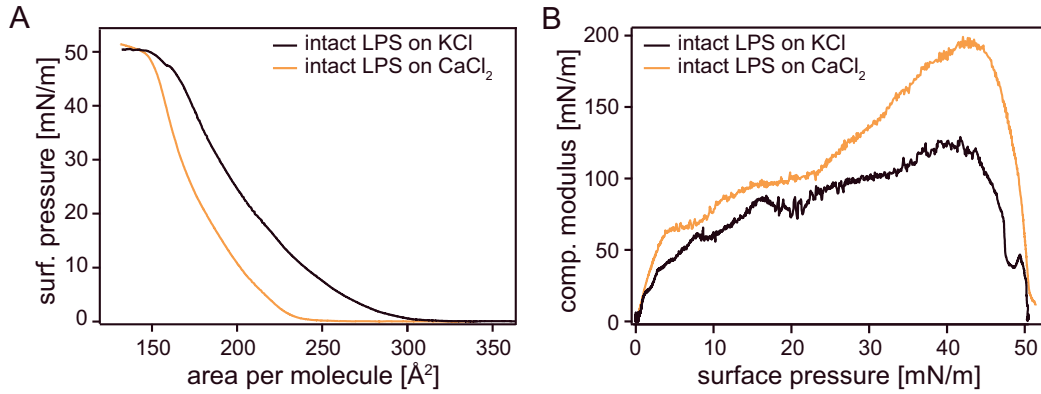 A
surf. pressure [mN/m]
50
40
30
20
10
0
intact LPS on KCl
intact LPS on CaCl₂
150 200 250 300 350
area per molecule [Å²]
B
comp. modulus [mN/m]
200
150
100
50
0
intact LPS on KCl
intact LPS on CaCl₂
0 10 20 30 40 50
surface pressure [mN/m]